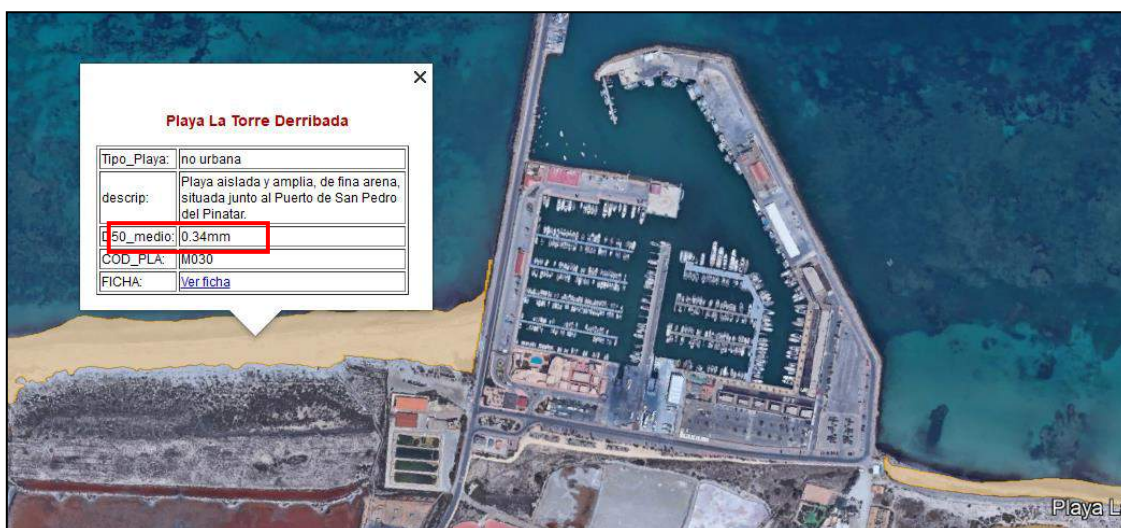 Playa La Torre Derribada
Tipo_Playa: no urbana
descrip: Playa aislada y amplia, de fina arena,
situada junto al Puerto de San Pedro
del Pinatar.
D50_medio: 0.34mm
COD_PLA: M030
FICHA: Ver ficha
Playa L